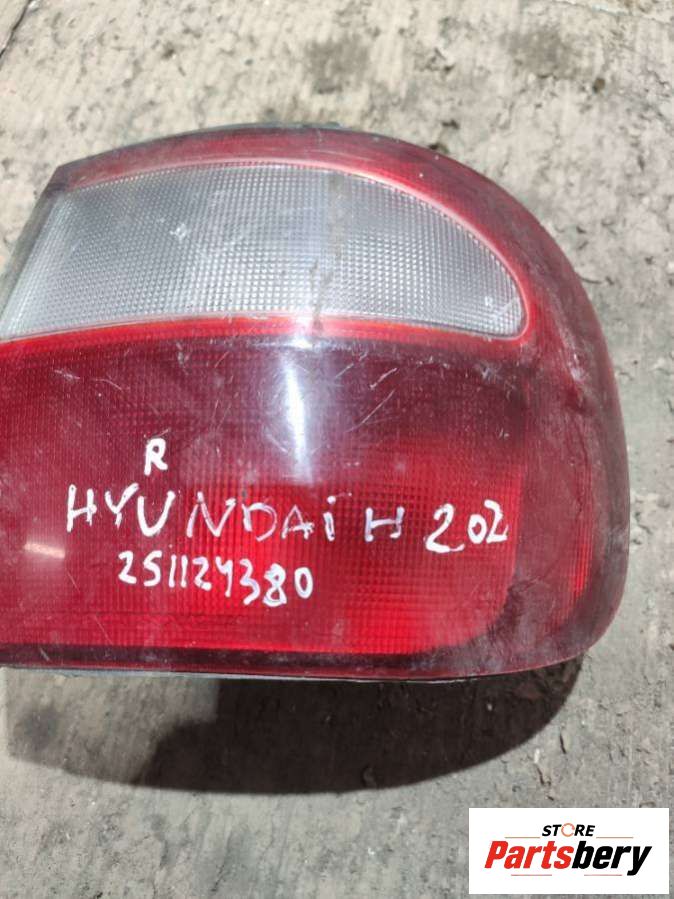 R
HYUNDAI H 202
251124380
STORE
Partsbery